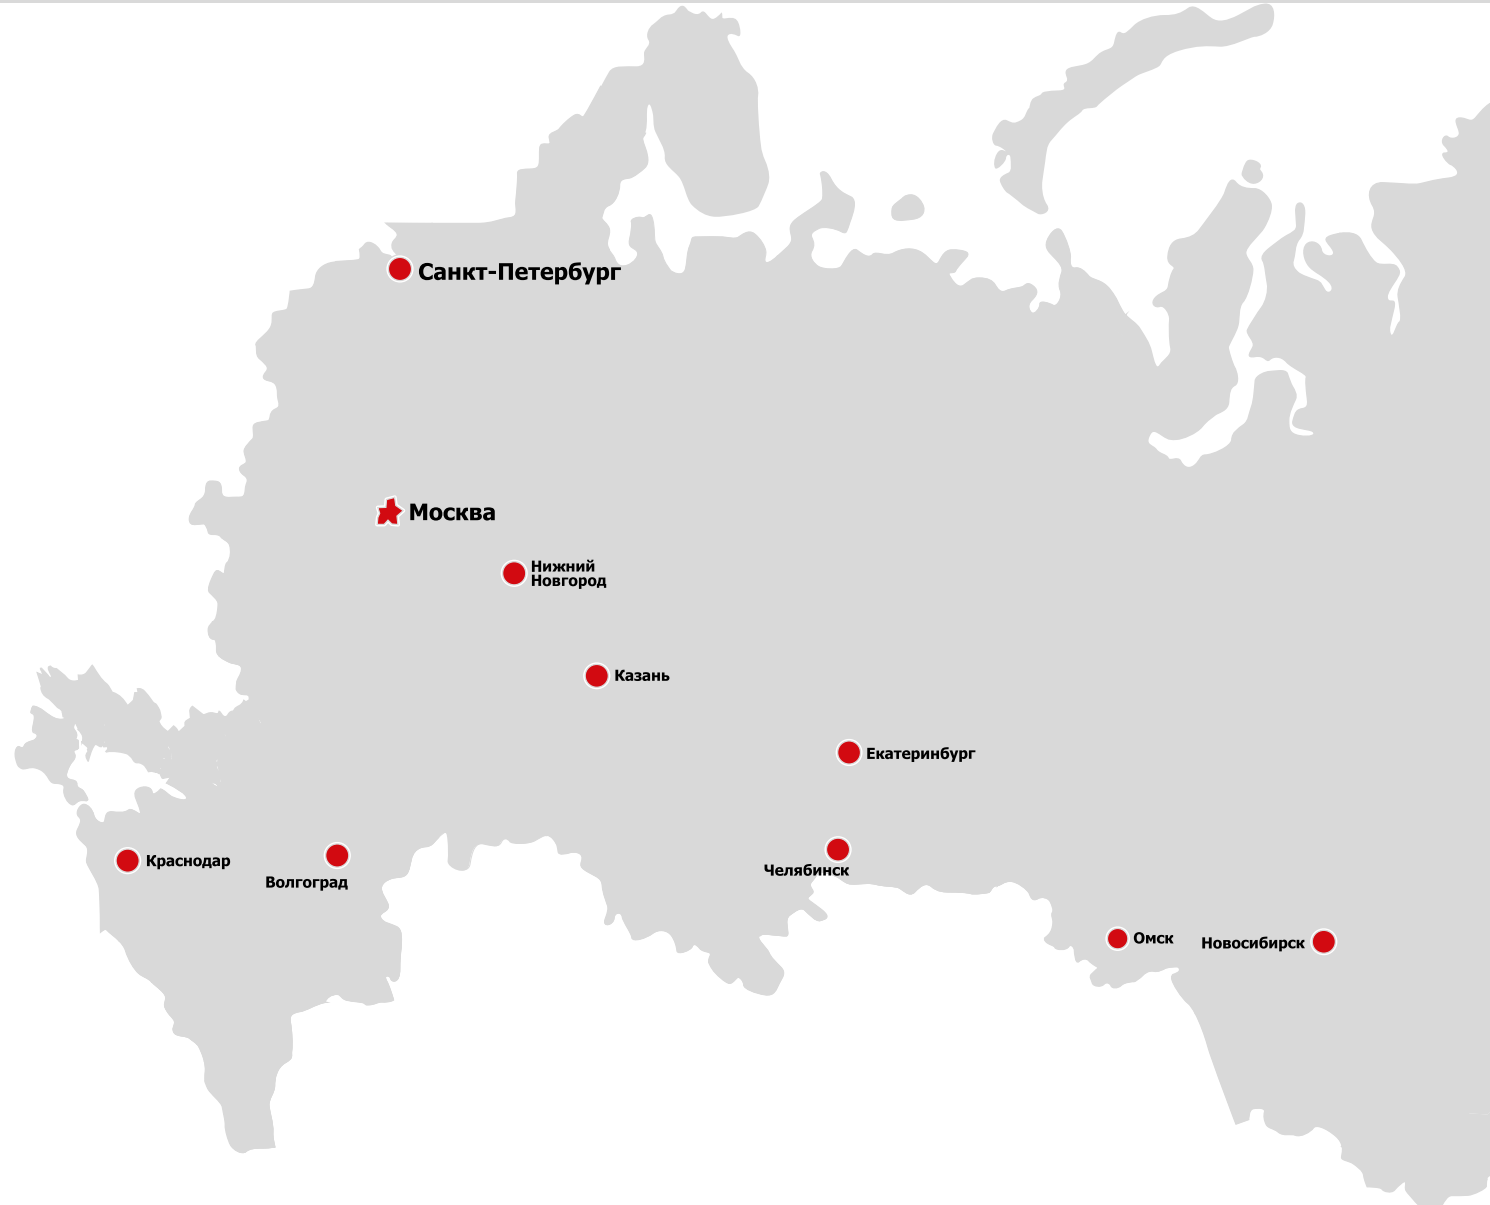 Санкт-Петербург
Москва
Нижний
Новгород
Казань
Екатеринбург
Челябинск
Краснодар
Волгоград
Омск
Новосибирск